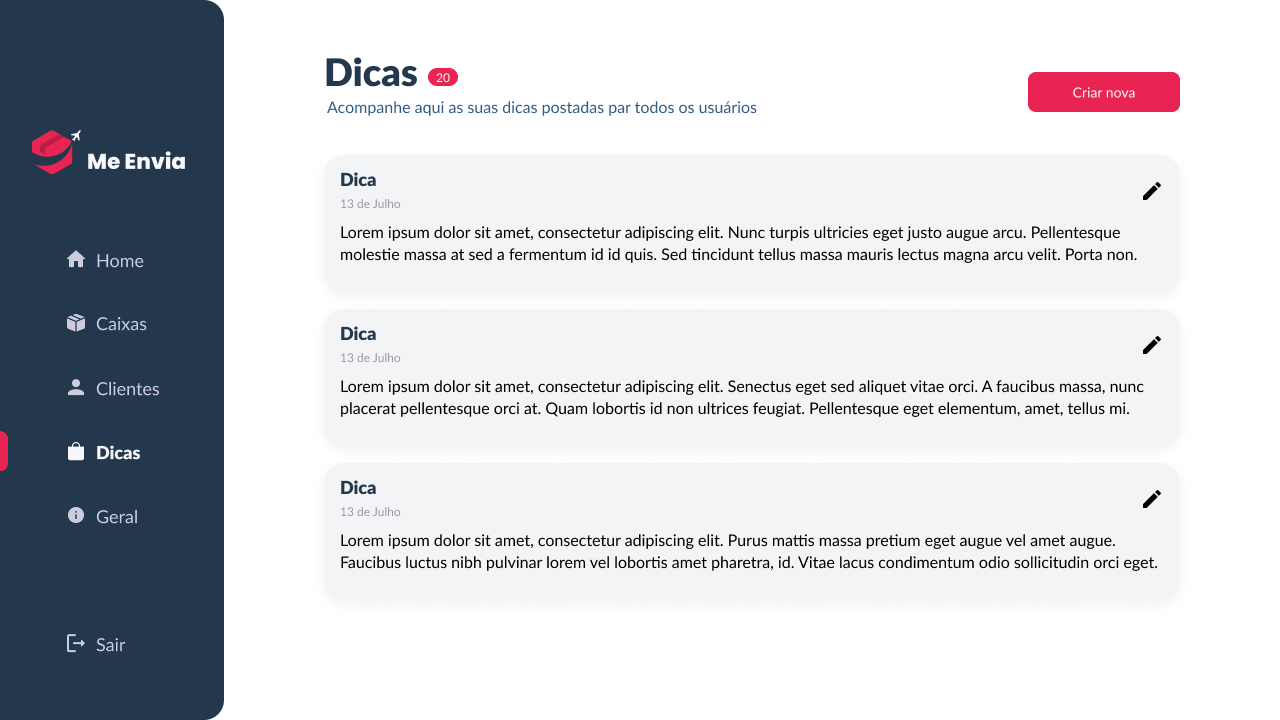 Me Envia
Home
Caixas
Clientes
Dicas
Geral
Sair
Dicas 20
Acompanhe aqui as suas dicas postadas par todos os usuários
Criar nova
Dica
13 de Julho
Lorem ipsum dolor sit amet, consectetur adipiscing elit. Nunc turpis ultricies eget justo augue arcu. Pellentesque
molestie massa at sed a fermentum id id quis. Sed tincidunt tellus massa mauris lectus magna arcu velit. Porta non.
Dica
13 de Julho
Lorem ipsum dolor sit amet, consectetur adipiscing elit. Senectus eget sed aliquet vitae orci. A faucibus massa, nunc
placerat pellentesque orci at. Quam lobortis id non ultrices feugiat. Pellentesque eget elementum, amet, tellus mi.
Dica
13 de Julho
Lorem ipsum dolor sit amet, consectetur adipiscing elit. Purus mattis massa pretium eget augue vel amet augue.
Faucibus luctus nibh pulvinar lorem vel lobortis amet pharetra, id. Vitae lacus condimentum odio sollicitudin orci eget.